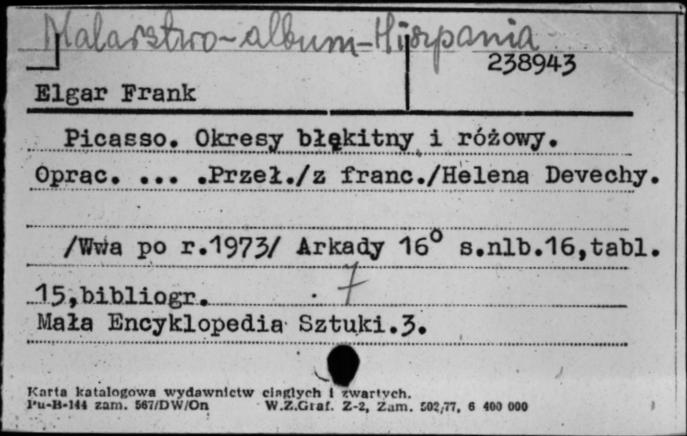 Malarstwo-album-Hiszpania
238943
Elgar Frank
Picasso. Okresy błękitny i różowy.
Oprac. ... .Przeł./z franc./Helena Devechy.
/Wwa po r.1973/ Arkady 16° s.nlb.16,tabl.
15,bibliogr.
7
Mała Encyklopedia Sztuki.3.
Karta katalogowa wydawnictw ciągłych i zwartych.
Pu-B-144 zam. 567/DW/On W.Z.Graf. Z-2, Zam. 502/77, 6 400 000